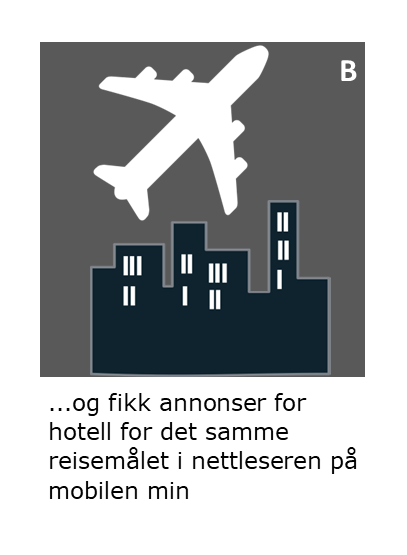 B
...og fikk annonser for
hotell for det samme
reisemålet i nettleseren på
mobilen min